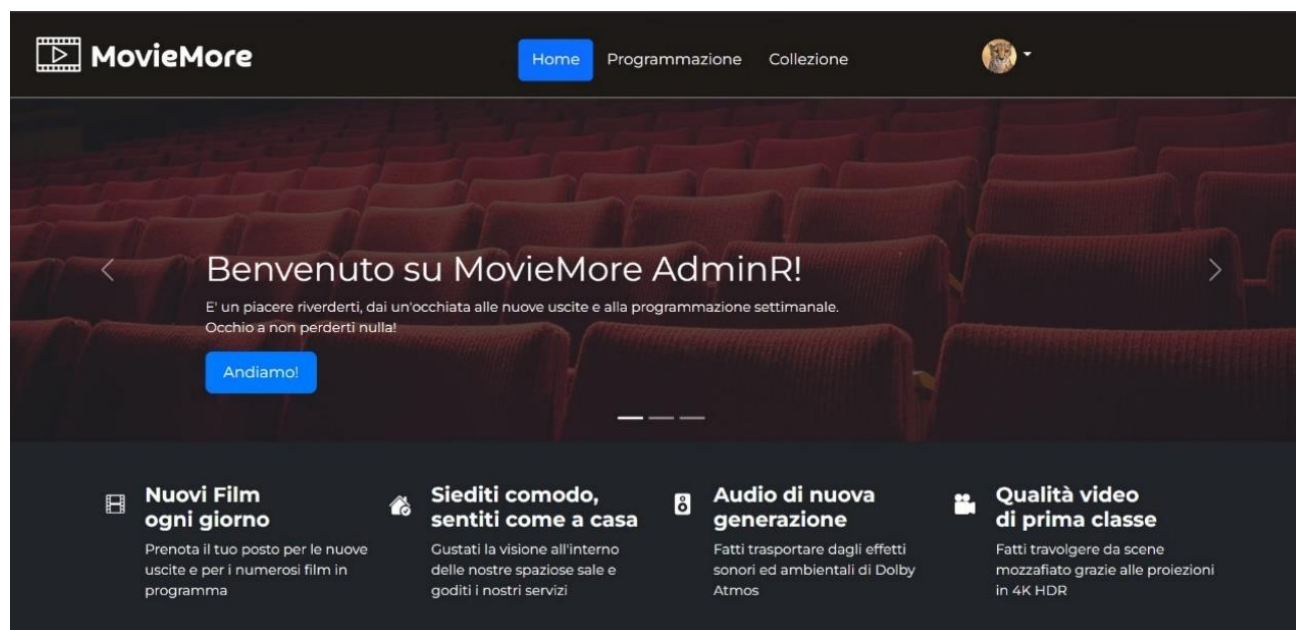 MovieMore
Home Programmazione Collezione
Benvenuto su MovieMore AdminR!
E' un piacere riverderti, dai un'occhiata alle nuove uscite e alla programmazione settimanale.
Occhio a non perderti nulla!
Andiamo!
Nuovi Film
ogni giorno
Prenota il tuo posto per le nuove
uscite e per i numerosi film in
programma
Siediti comodo,
sentiti come a casa
Gustati la visione all'interno
delle nostre spaziose sale e
goditi i nostri servizi
Audio di nuova
generazione
Fatti trasportare dagli effetti
sonori ed ambientali di Dolby
Atmos
Qualità video
di prima classe
Fatti travolgere da scene
mozzafiato grazie alle proiezioni
in 4K HDR